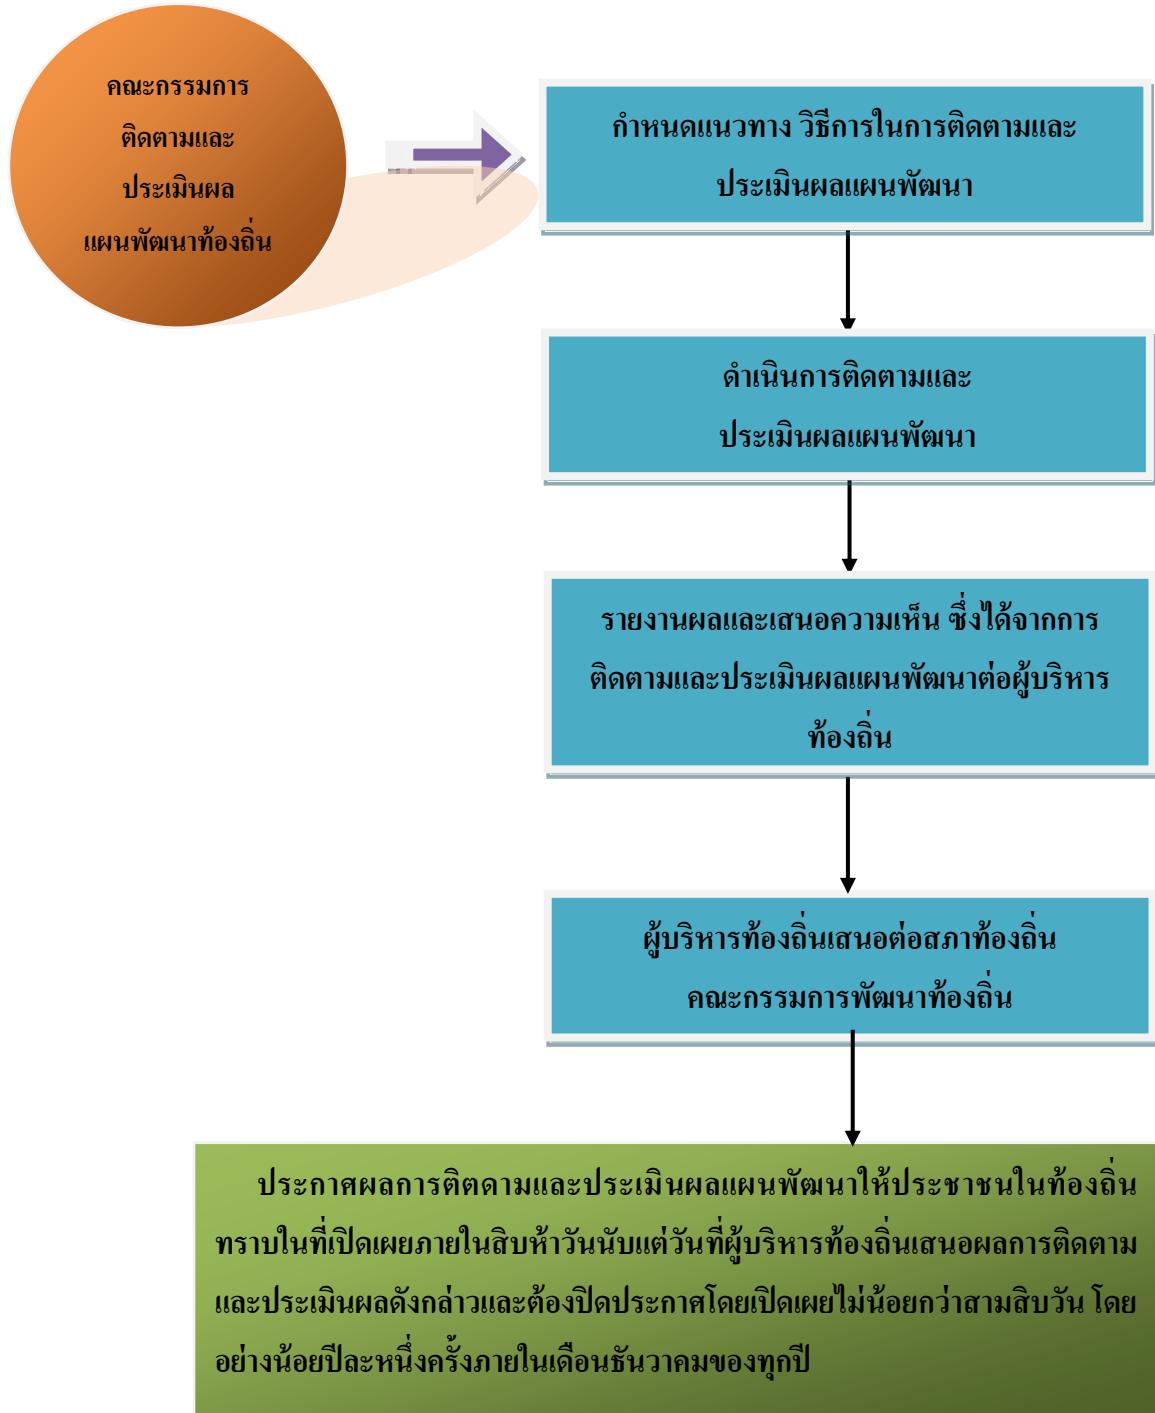 คณะกรรมการ
ติดตามและ
ประเมินผล
แผนพัฒนาท้องถิ่น
กำหนดแนวทาง วิธีการในการติดตามและ
ประเมินผลแผนพัฒนา
ดำเนินการติดตามและ
ประเมินผลแผนพัฒนา
รายงานผลและเสนอความเห็น ซึ่งได้จากการ
ติดตามและประเมินผลแผนพัฒนาต่อผู้บริหาร
ท้องถิ่น
ผู้บริหารท้องถิ่นเสนอต่อสภาท้องถิ่น
คณะกรรมการพัฒนาท้องถิ่น
ประกาศผลการติตดามและประเมินผลแผนพัฒนาให้ประชาชนในท้องถิ่น
ทราบในที่เปิดเผยภายในสิบห้าวันนับแต่วันที่ผู้บริหารท้องถิ่นเสนอผลการติดตาม
และประเมินผลดังกล่าวและต้องปิดประกาศโดยเปิดเผยไม่น้อยกว่าสามสิบวัน โดย
อย่างน้อยปีละหนึ่งครั้งภายในเดือนธันวาคมของทุกปี